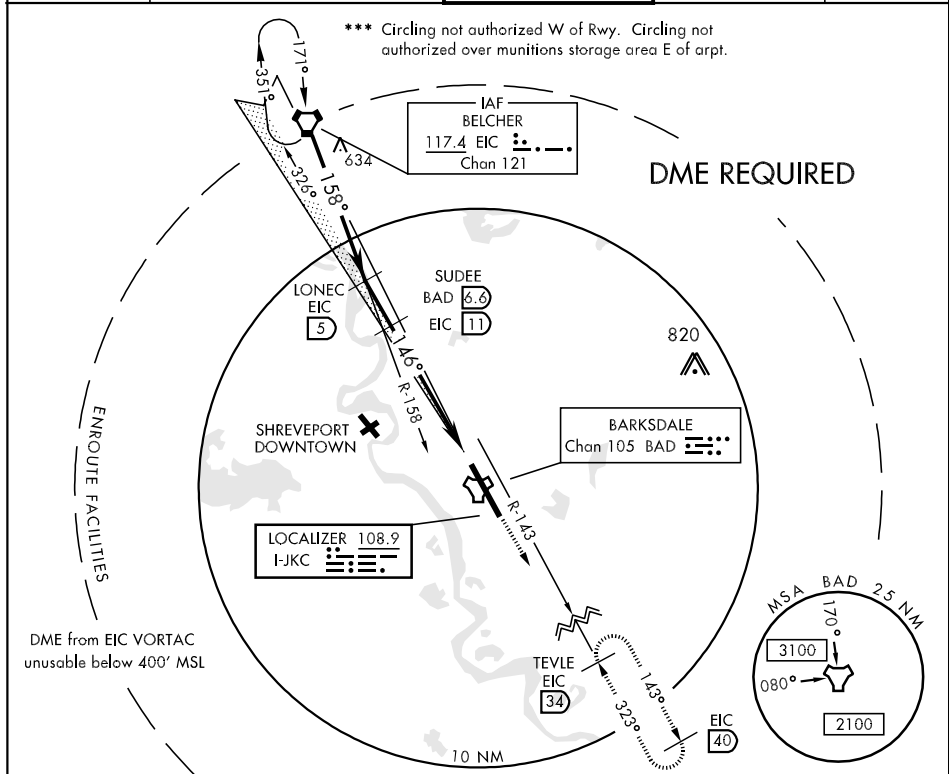 *** Circling not authorized W of Rwy. Circling not
authorized over munitions storage area E of arpt.
171°
351°
IAF
BELCHER
117.4 EIC
Chan 121
634
DME REQUIRED
326°
158°
LONEC
EIC
5
SUDEE
BAD 6.6
EIC 11
146°
R-158
820
ENROUTE FACILITIES
SHREVEPORT
DOWNTOWN
BARKSDALE
Chan 105 BAD
R-143
LOCALIZER 108.9
I-JKC
DME from EIC VORTAC
unusable below 400' MSL
TEVLE
EIC
34
143°
323°
EIC
40
10 NM
MSA BAD 25 NM
170°
3100
080°
2100